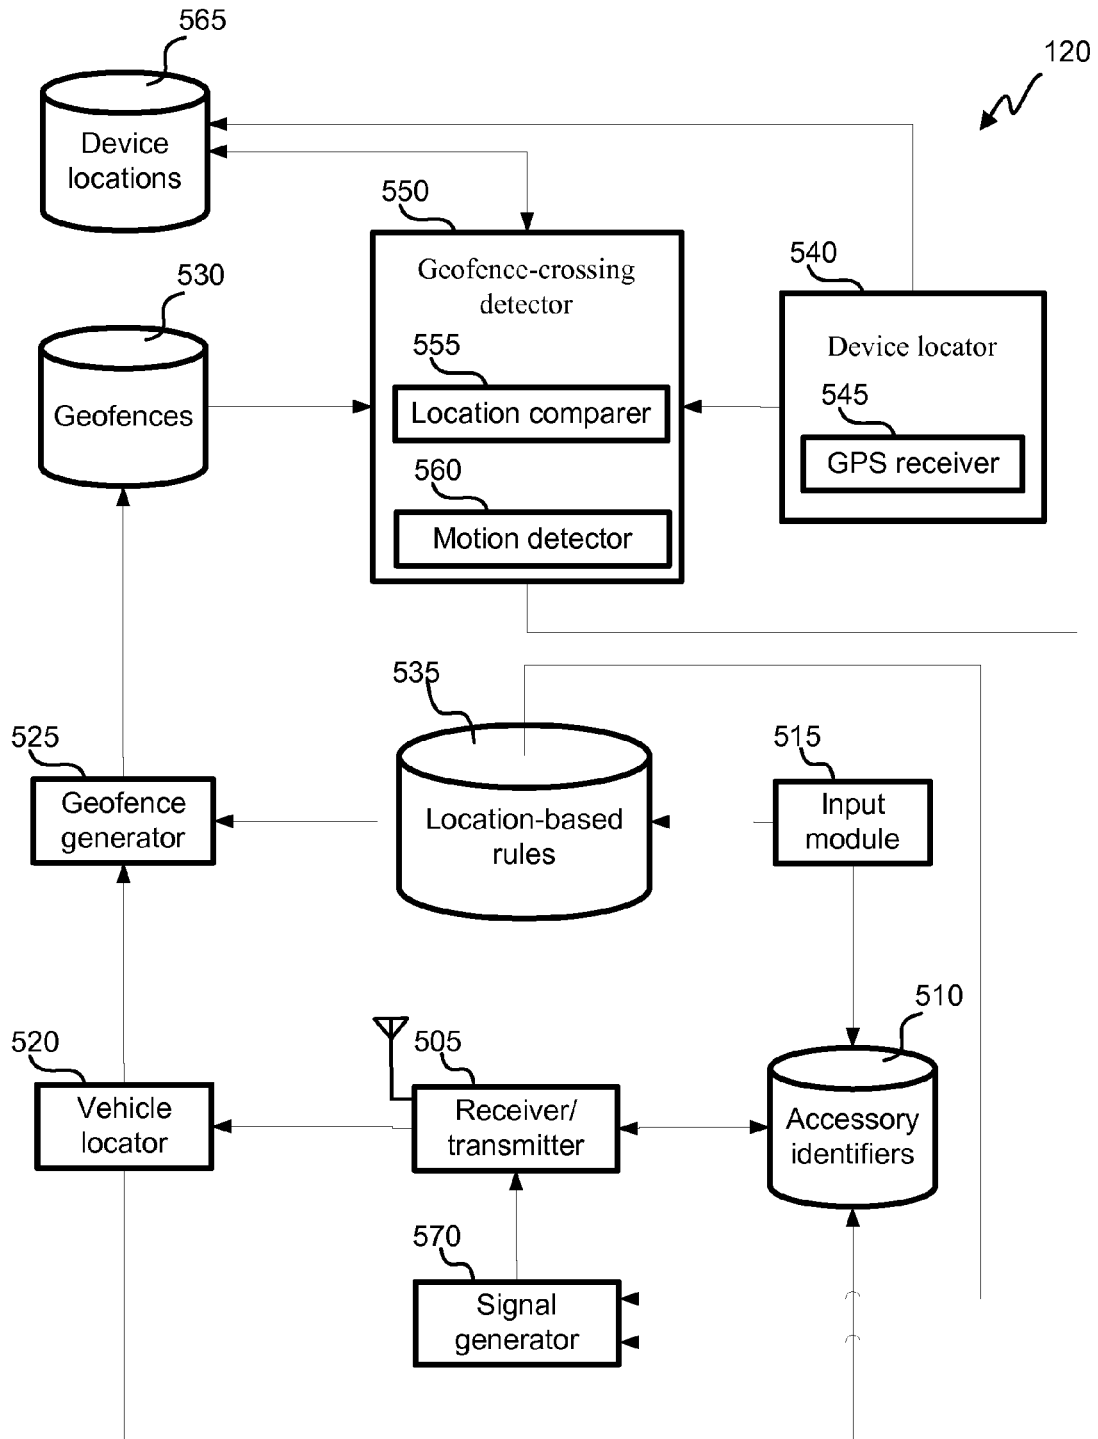 565
120
Device
locations
550
540
530
Geofence-crossing
detector
Device locator
555
545
Geofences
Location comparer
GPS receiver
560
Motion detector
535
525
515
Geofence
generator
Location-based
rules
Input
module
510
520
505
Vehicle
locator
Receiver/
transmitter
Accessory
identifiers
570
Signal
generator